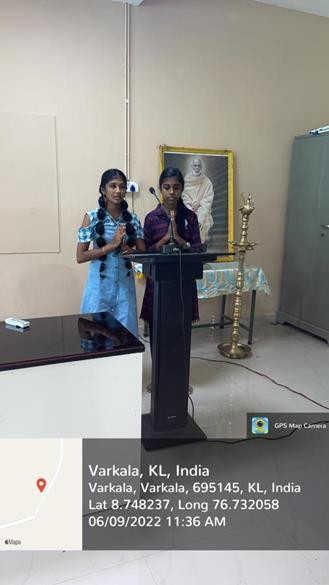 GPS Map Camera
Varkala, KL, India
Varkala, Varkala, 695145, KL, India
Lat 8.748237, Long 76.732058
06/09/2022 11:36 AM
Maps